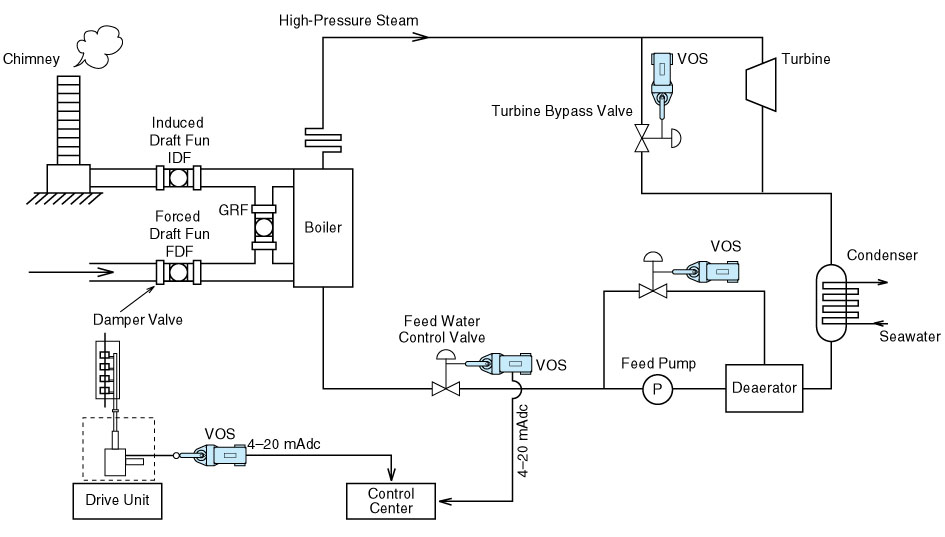 High-Pressure Steam
Chimney
VOS
Turbine
Turbine Bypass Valve
Induced
Draft Fun
IDF
GRF
Forced
Draft Fun
FDF
Boiler
VOS
Condenser
Damper Valve
Feed Water
Control Valve
Seawater
VOS
Feed Pump
P
Deaerator
4–20 mAdc
VOS
4–20 mAdc
Drive Unit
Control
Center